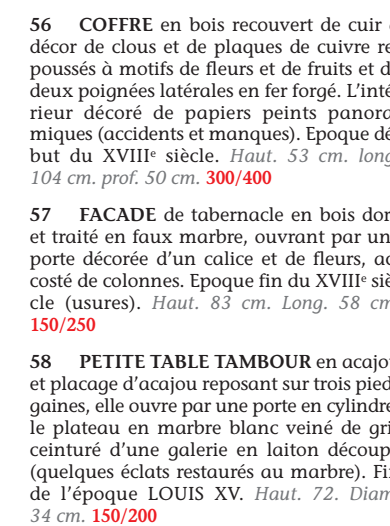 56 COFFRE en bois recouvert de cuir
décor de clous et de plaques de cuivre re
poussés à motifs de fleurs et de fruits et d
deux poignées latérales en fer forgé. L’inté
rieur décoré de papiers peints panora
miques (accidents et manques). Epoque dé
but du XVIIIᵉ siècle. Haut. 53 cm. long
104 cm. prof. 50 cm. 300/400
57 FACADE de tabernacle en bois dor
et traité en faux marbre, ouvrant par un
porte décorée d’un calice et de fleurs, ac
costé de colonnes. Epoque fin du XVIIIᵉ siè
cle (usures). Haut. 83 cm. Long. 58 cm
150/250
58 PETITE TABLE TAMBOUR en acajo
et placage d’acajou reposant sur trois pied
gaines, elle ouvre par une porte en cylindre
le plateau en marbre blanc veiné de gri
ceinturé d’une galerie en laiton découp
(quelques éclats restaurés au marbre). Fi
de l’époque LOUIS XV. Haut. 72. Diam
34 cm. 150/200